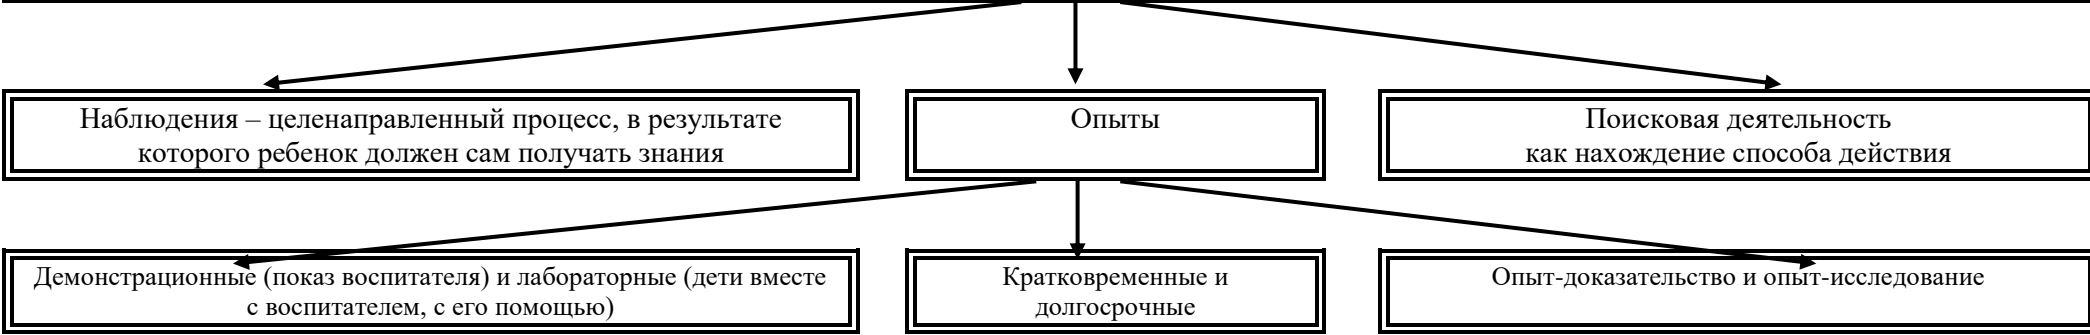 Наблюдения – целенаправленный процесс, в результате
которого ребенок должен сам получать знания
Опыты
Поисковая деятельность
как нахождение способа действия
Демонстрационные (показ воспитателя) и лабораторные (дети вместе
с воспитателем, с его помощью)
Кратковременные и
долгосрочные
Опыт-доказательство и опыт-исследование